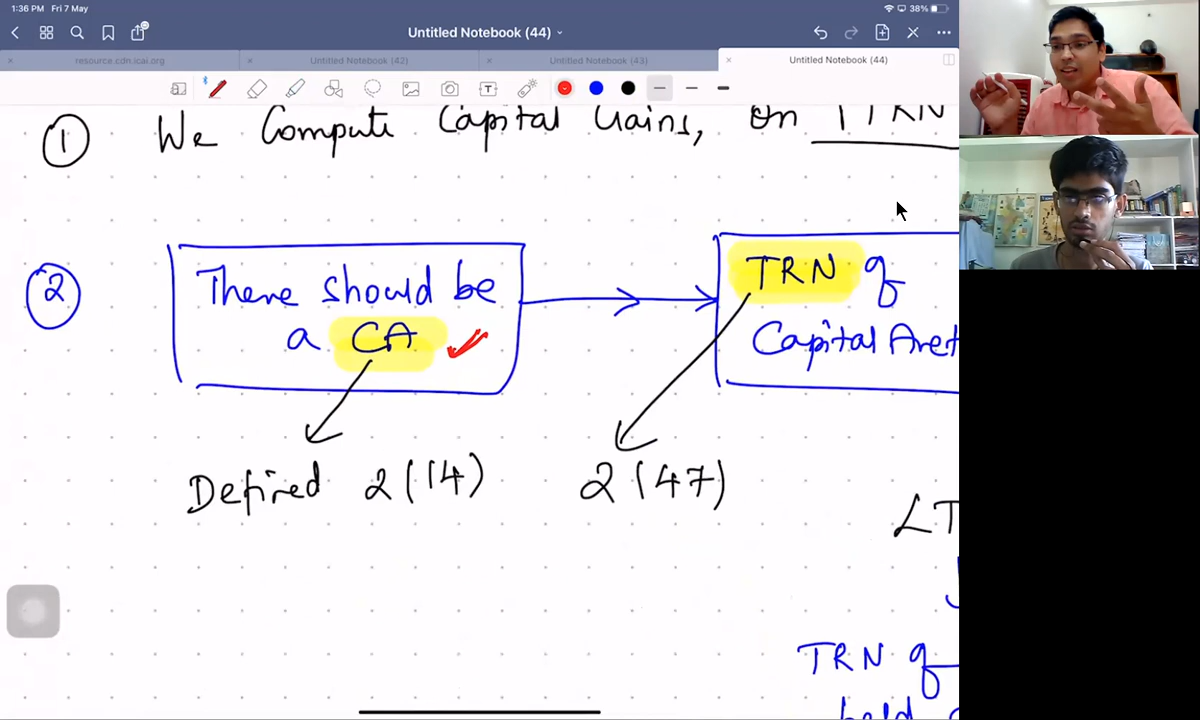 1:36 PM Fri 7 May
38%
Untitled Notebook (44)
resource.cdn.icai.org
Untitled Notebook (42)
Untitled Notebook (43)
Untitled Notebook (44)
① We Compute Capital Gains, on TRN
②
There should be
a CA
TRN of
Capital Asset
Defined 2(14)
2(47)
LT
TRN of
held